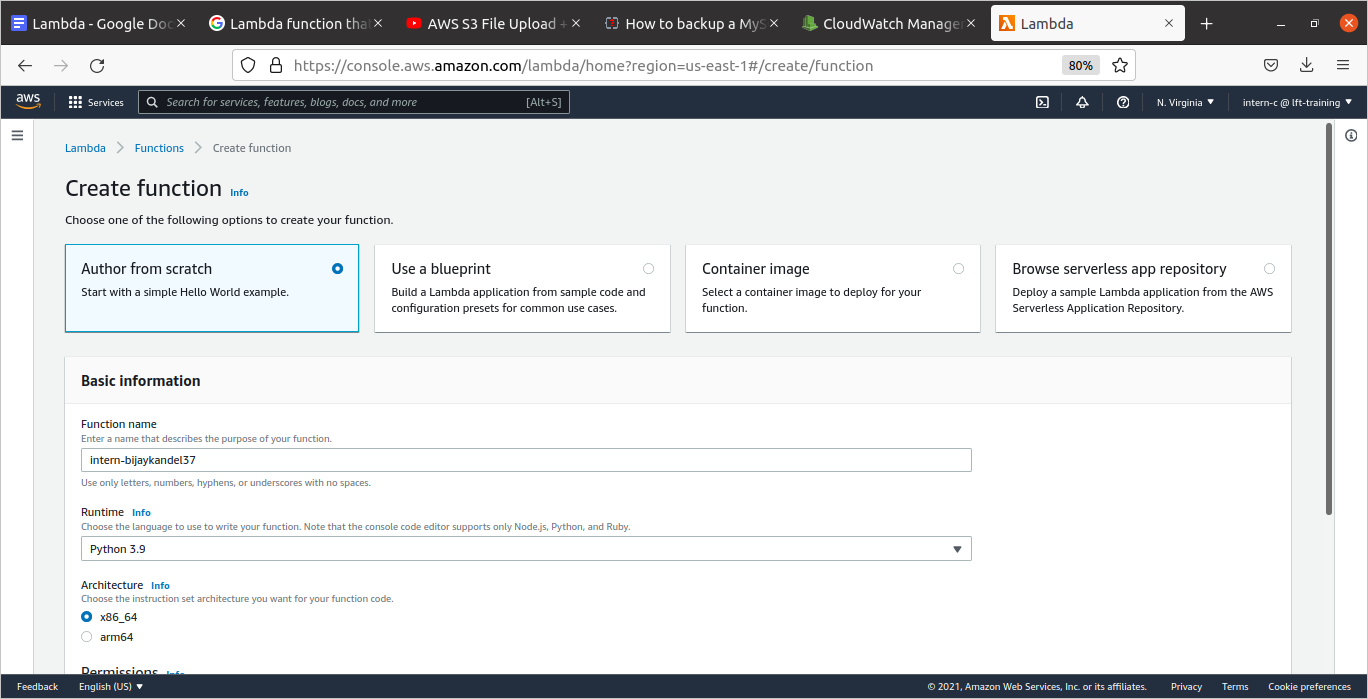 Lambda - Google Doc
Lambda function tha
AWS S3 File Upload +
How to backup a MyS
CloudWatch Manager
Lambda
https://console.aws.amazon.com/lambda/home?region=us-east-1#/create/function
80%
aws
Services
Search for services, features, blogs, docs, and more
[Alt+S]
N. Virginia
intern-c @ lft-training
Lambda
Functions
Create function
Create function Info
Choose one of the following options to create your function.
Author from scratch
Start with a simple Hello World example.
Use a blueprint
Build a Lambda application from sample code and
configuration presets for common use cases.
Container image
Select a container image to deploy for your
function.
Browse serverless app repository
Deploy a sample Lambda application from the AWS
Serverless Application Repository.
Basic information
Function name
Enter a name that describes the purpose of your function.
intern-bijaykandel37
Use only letters, numbers, hyphens, or underscores with no spaces.
Runtime Info
Choose the language to use to write your function. Note that the console code editor supports only Node.js, Python, and Ruby.
Python 3.9
Architecture Info
Choose the instruction set architecture you want for your function code.
x86_64
arm64
Permissions Info
Feedback
English (US)
© 2021, Amazon Web Services, Inc. or its affiliates.
Privacy
Terms
Cookie preferences